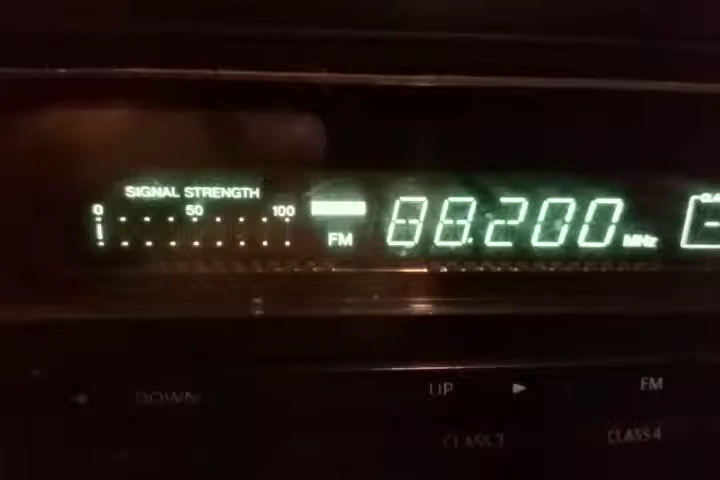 SIGNAL STRENGTH
0 50 100
FM 88.200 MHz
DOWN UP FM
CLASS 3 CLASS 4